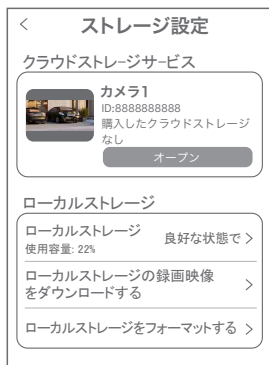 ストレージ設定
クラウドストレージサービス
カメラ1
ID:8888888888
購入したクラウドストレージ
なし
オープン
ローカルストレージ
ローカルストレージ
使用容量: 22%
良好な状態で
ローカルストレージの録画映像
をダウンロードする
ローカルストレージをフォーマットする